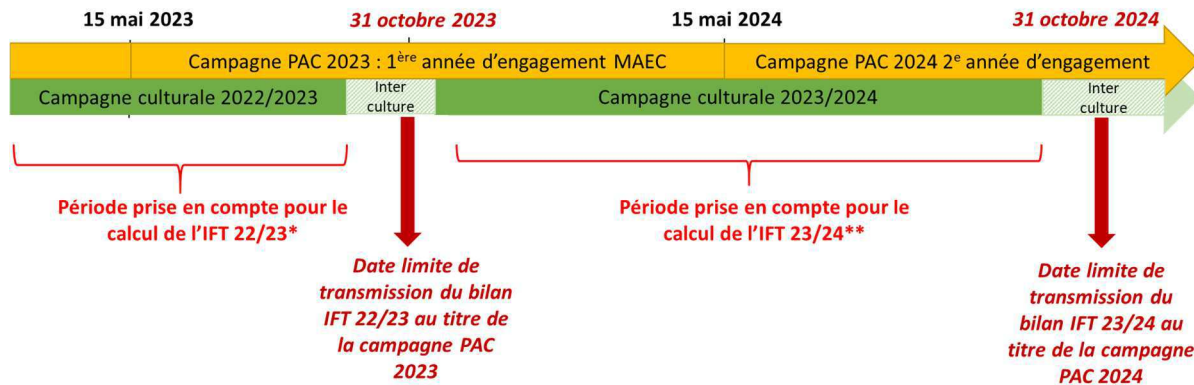 15 mai 2023
31 octobre 2023
15 mai 2024
31 octobre 2024
Campagne PAC 2023 : 1ère année d'engagement MAEC
Campagne PAC 2024 2e année d'engagement
Campagne culturale 2022/2023
Inter
culture
Campagne culturale 2023/2024
Inter
culture
Période prise en compte pour le
calcul de l'IFT 22/23*
Période prise en compte pour le
calcul de l'IFT 23/24**
Date limite de
transmission du bilan
IFT 22/23 au titre de
la campagne PAC
2023
Date limite de
transmission du
bilan IFT 23/24 au
titre de la campagne
PAC 2024